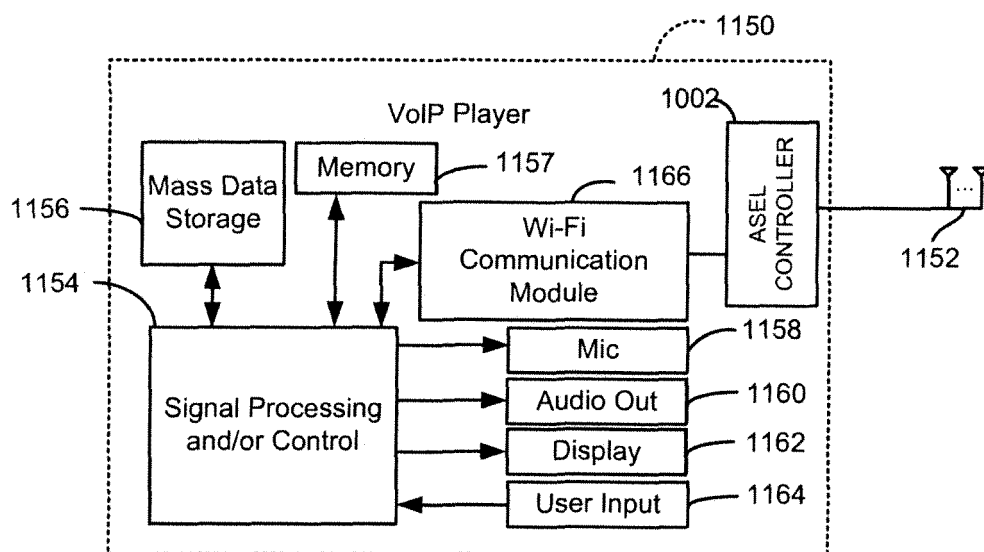 1150
VoIP Player
1002
Mass Data
Storage
Memory
1157
1166
1156
Wi-Fi
Communication
Module
ASEL
CONTROLLER
1152
1154
Signal Processing
and/or Control
Mic
1158
Audio Out
1160
Display
1162
User Input
1164